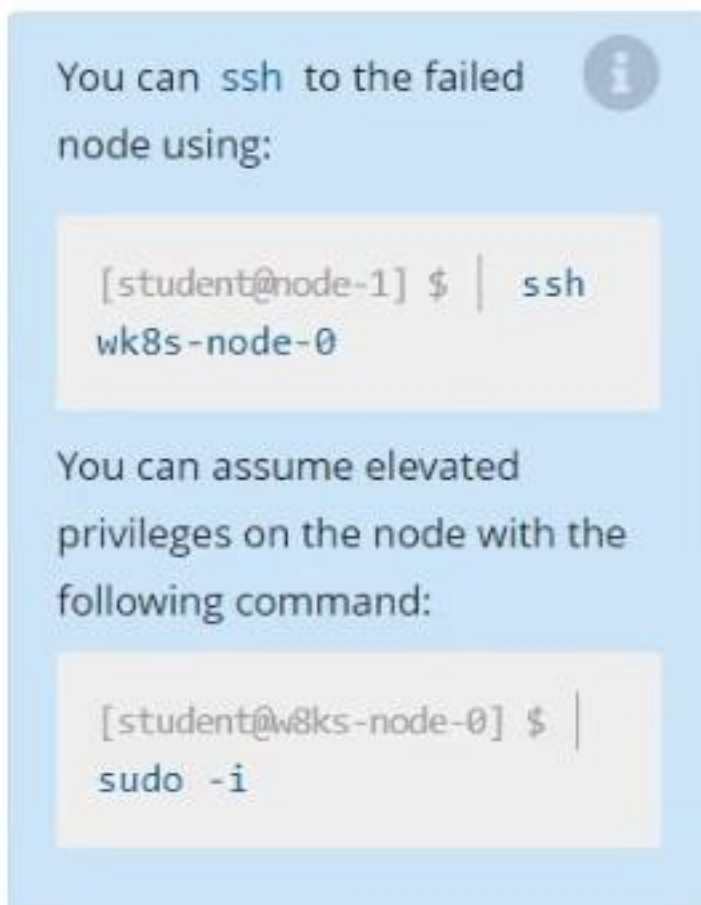 You can ssh to the failed
node using:
[student@node-1] $ | ssh
wk8s-node-0
You can assume elevated
privileges on the node with the
following command:
[student@w8ks-node-0] $ |
sudo -i